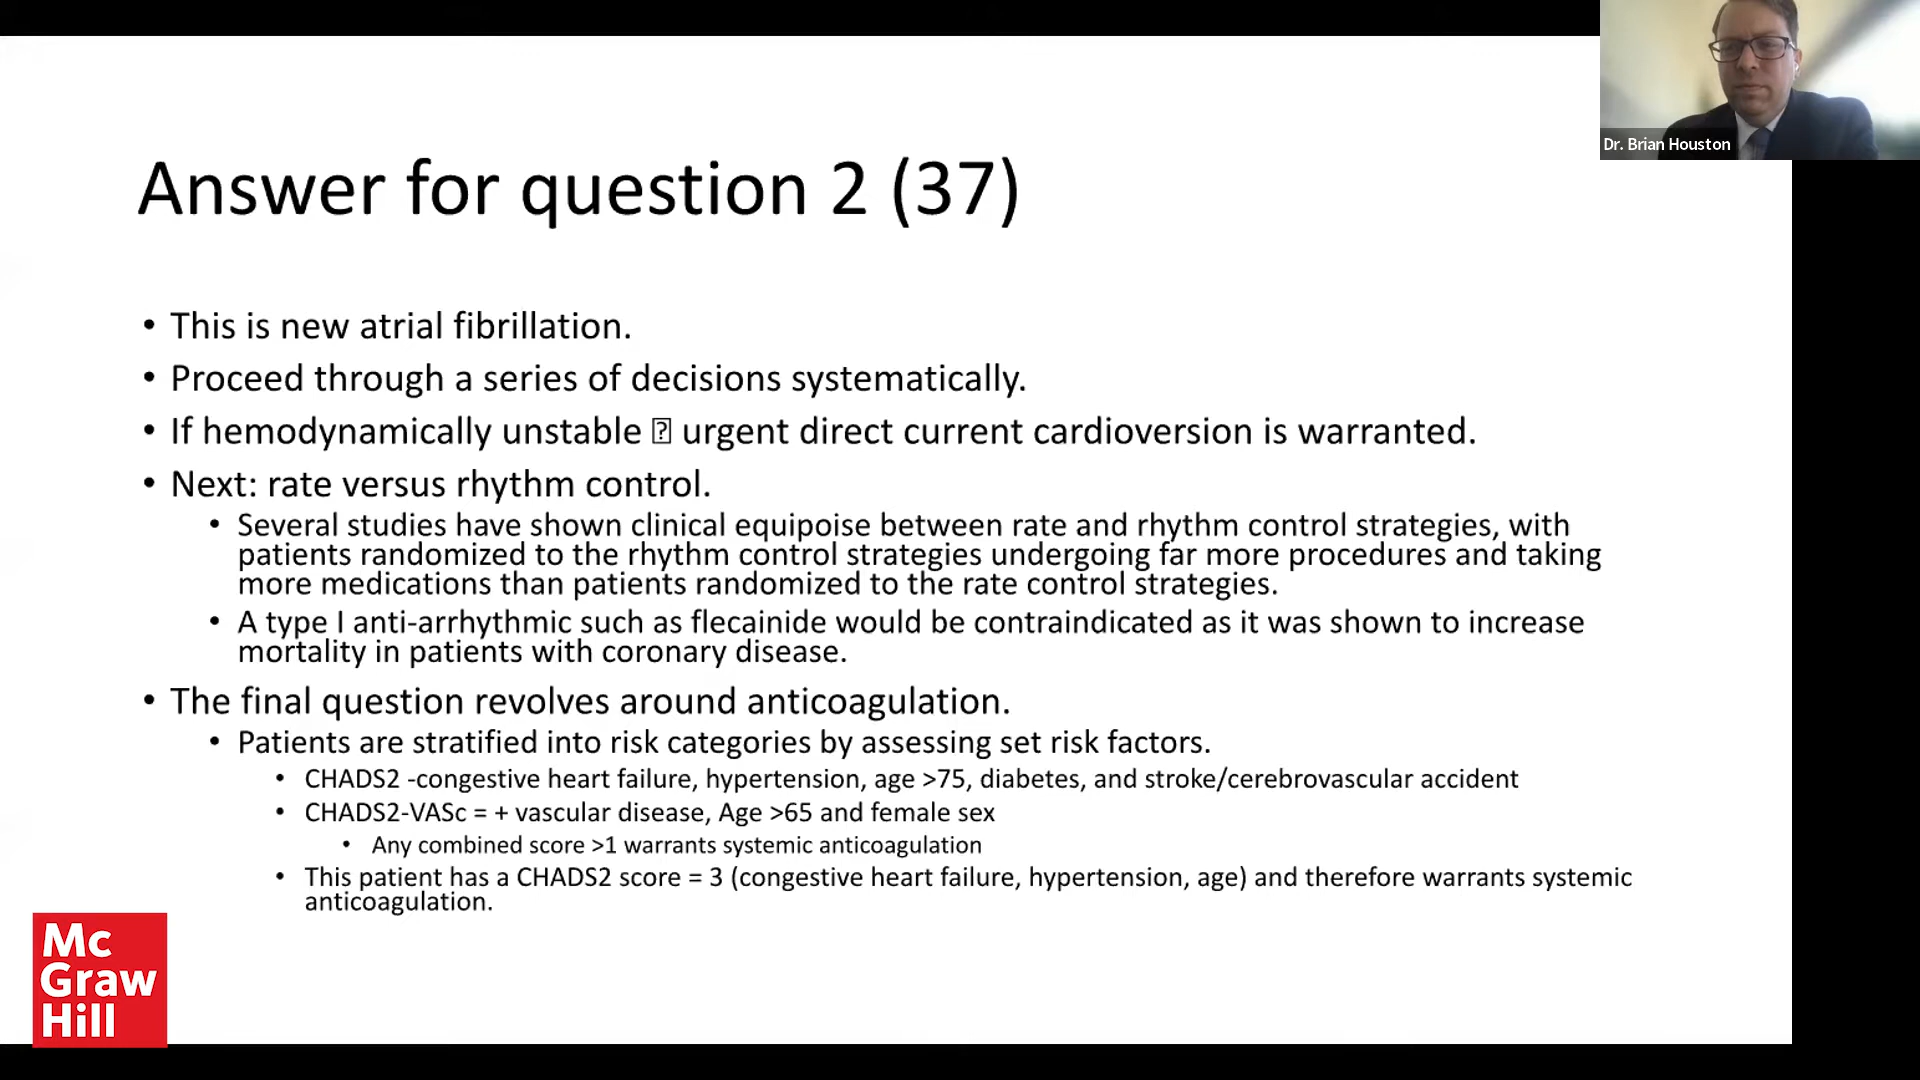 Dr. Brian Houston
Answer for question 2 (37)
• This is new atrial fibrillation.
• Proceed through a series of decisions systematically.
• If hemodynamically unstable ⍰ urgent direct current cardioversion is warranted.
• Next: rate versus rhythm control.
• Several studies have shown clinical equipoise between rate and rhythm control strategies, with
patients randomized to the rhythm control strategies undergoing far more procedures and taking
more medications than patients randomized to the rate control strategies.
• A type I anti-arrhythmic such as flecainide would be contraindicated as it was shown to increase
mortality in patients with coronary disease.
• The final question revolves around anticoagulation.
• Patients are stratified into risk categories by assessing set risk factors.
• CHADS2 -congestive heart failure, hypertension, age >75, diabetes, and stroke/cerebrovascular accident
• CHADS2-VASc = + vascular disease, Age >65 and female sex
• Any combined score >1 warrants systemic anticoagulation
• This patient has a CHADS2 score = 3 (congestive heart failure, hypertension, age) and therefore warrants systemic
anticoagulation.
Mc
Graw
Hill